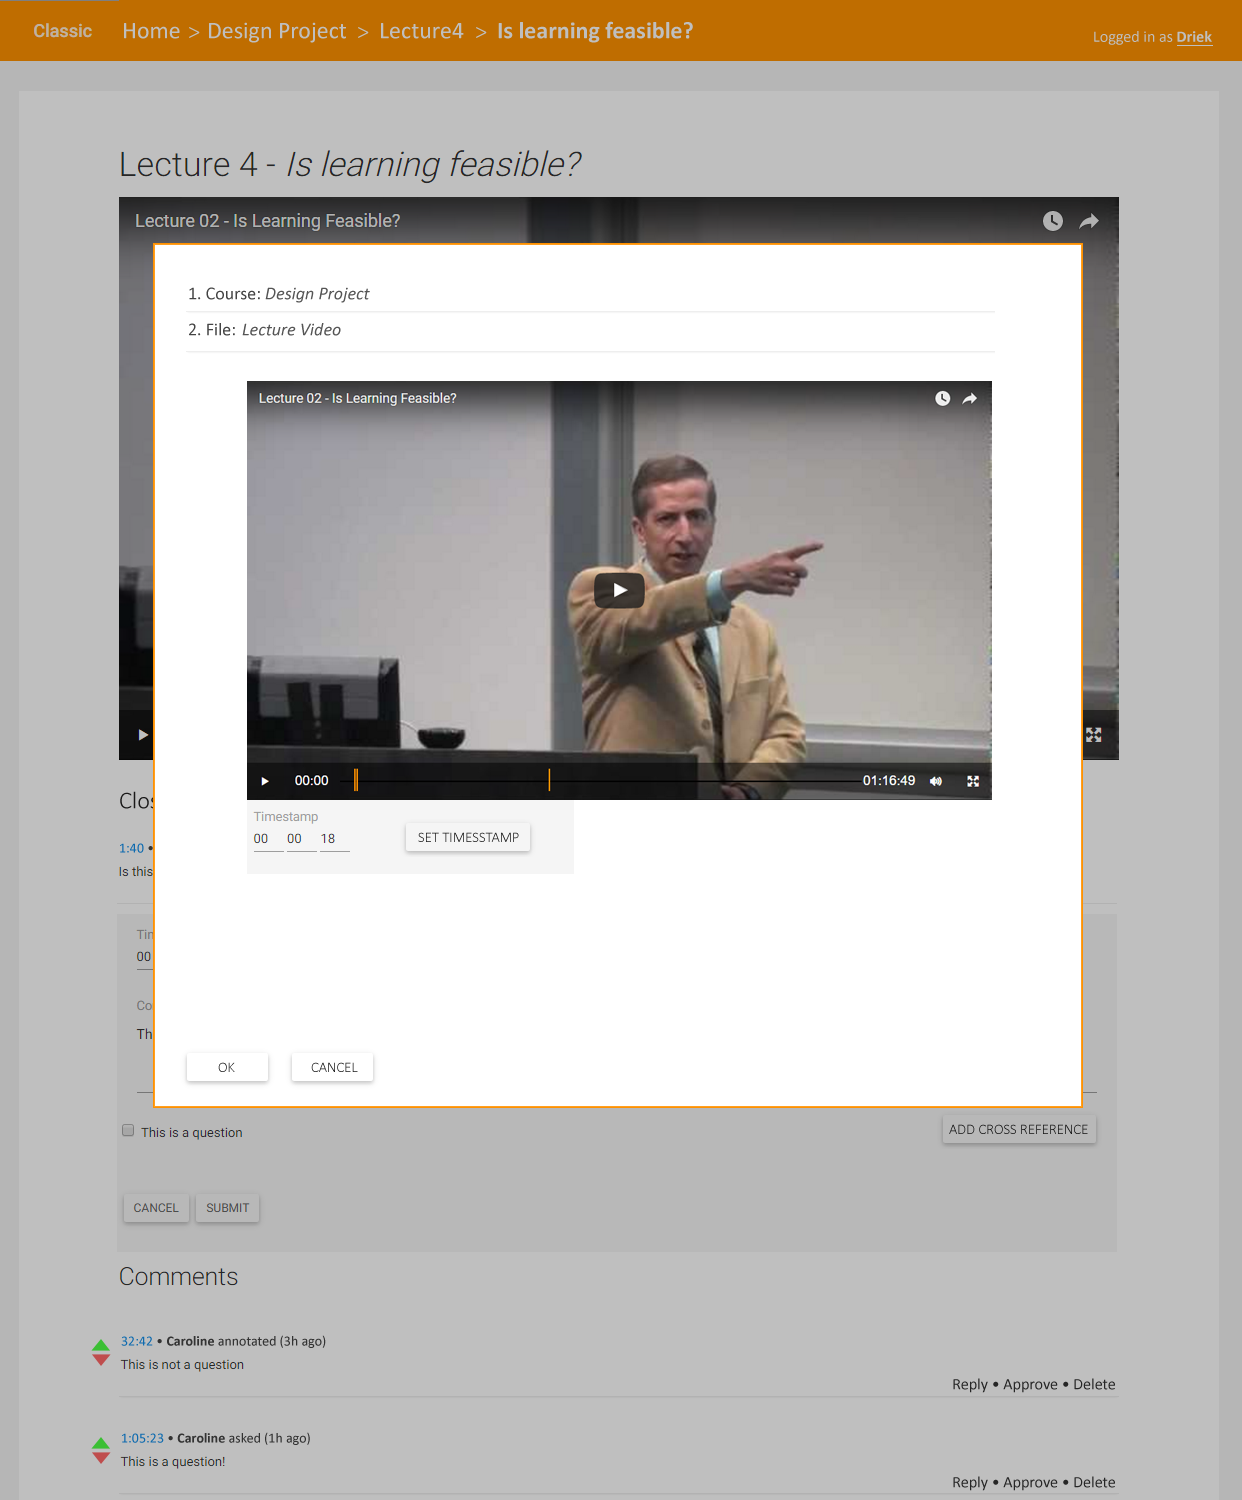 Classic Home > Design Project > Lecture4 > Is learning feasible?
Logged in as Driek
Lecture 4 - Is learning feasible?
Lecture 02 - Is Learning Feasible?
1. Course: Design Project
2. File: Lecture Video
Lecture 02 - Is Learning Feasible?
00:00 01:16:49
Timestamp
00 00 18 SET TIMESSTAMP
OK CANCEL
Clos
1:40 •
Is this
Tin
00
Co
Th
This is a question
ADD CROSS REFERENCE
CANCEL SUBMIT
Comments
32:42 • Caroline annotated (3h ago)
This is not a question
Reply • Approve • Delete
1:05:23 • Caroline asked (1h ago)
This is a question!
Reply • Approve • Delete